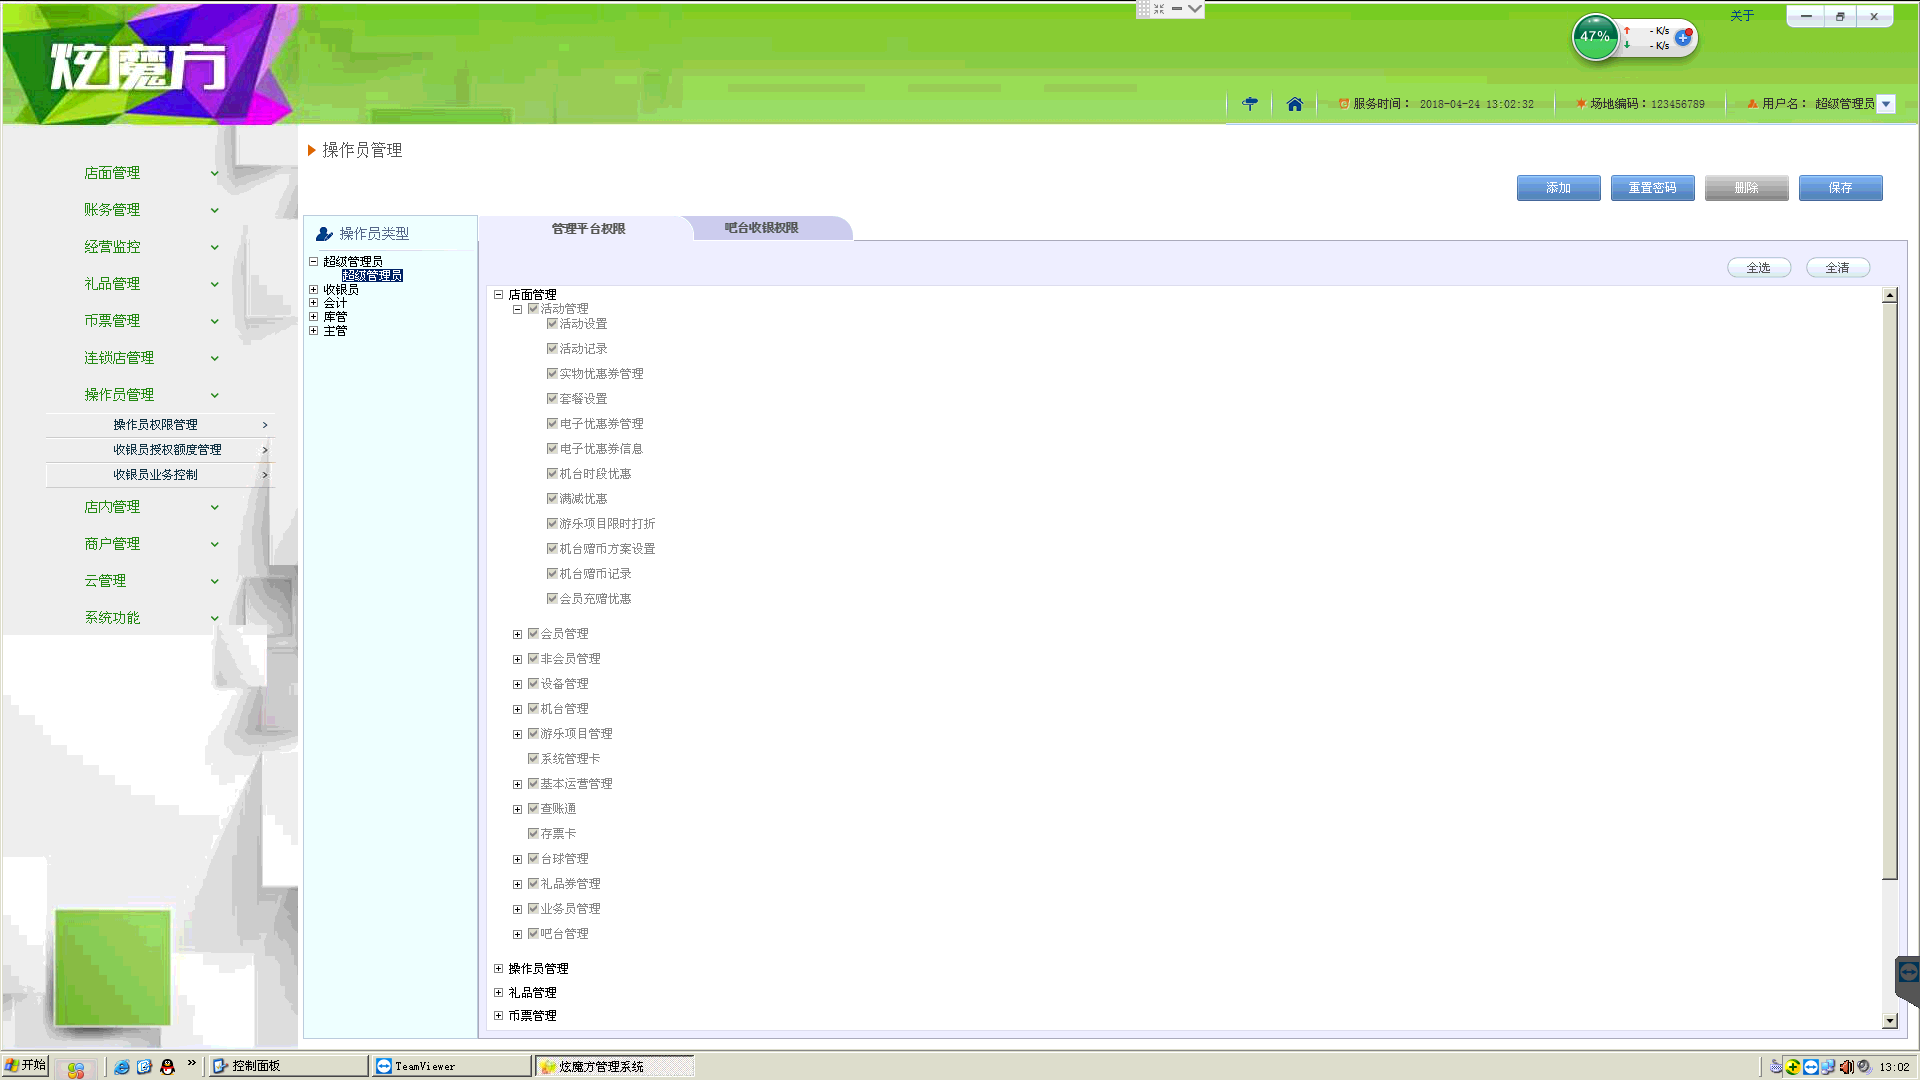 关于
47%
- K/s
- K/s
炫魔方
服务时间： 2018-04-24 13:02:32
场地编码：123456789
用户名： 超级管理员
店面管理
账务管理
经营监控
礼品管理
币票管理
连锁店管理
操作员管理
操作员权限管理
收银员授权额度管理
收银员业务控制
店内管理
商户管理
云管理
系统功能
操作员管理
添加
重置密码
删除
保存
操作员类型
超级管理员
超级管理员
收银员
会计
库管
主管
管理平台权限
吧台收银权限
全选
全清
店面管理
活动管理
活动设置
活动记录
实物优惠券管理
套餐设置
电子优惠券管理
电子优惠券信息
机台时段优惠
满减优惠
游乐项目限时打折
机台赠币方案设置
机台赠币记录
会员充赠优惠
会员管理
非会员管理
设备管理
机台管理
游乐项目管理
系统管理卡
基本运营管理
查账通
存票卡
台球管理
礼品券管理
业务员管理
吧台管理
操作员管理
礼品管理
币票管理
开始
控制面板
TeamViewer
炫魔方管理系统
13:02